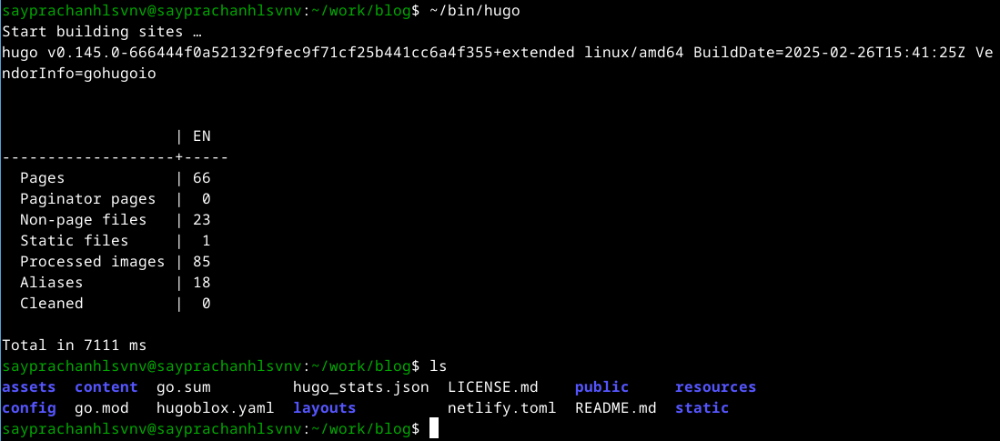 sayprachanhlsvnv@sayprachanhlsvnv:~/work/blog$ ~/bin/hugo
Start building sites …
hugo v0.145.0-666444f0a52132f9fec9f71cf25b441cc6a4f355+extended linux/amd64 BuildDate=2025-02-26T15:41:25Z Ve
ndorInfo=gohugoio
                   | EN
-------------------+-----
  Pages            | 66
  Paginator pages  |  0
  Non-page files   | 23
  Static files     |  1
  Processed images | 85
  Aliases          | 18
  Cleaned          |  0
Total in 7111 ms
sayprachanhlsvnv@sayprachanhlsvnv:~/work/blog$ ls
assets  content  go.sum         hugo_stats.json  LICENSE.md    public     resources
config  go.mod   hugoblox.yaml  layouts          netlify.toml  README.md  static
sayprachanhlsvnv@sayprachanhlsvnv:~/work/blog$